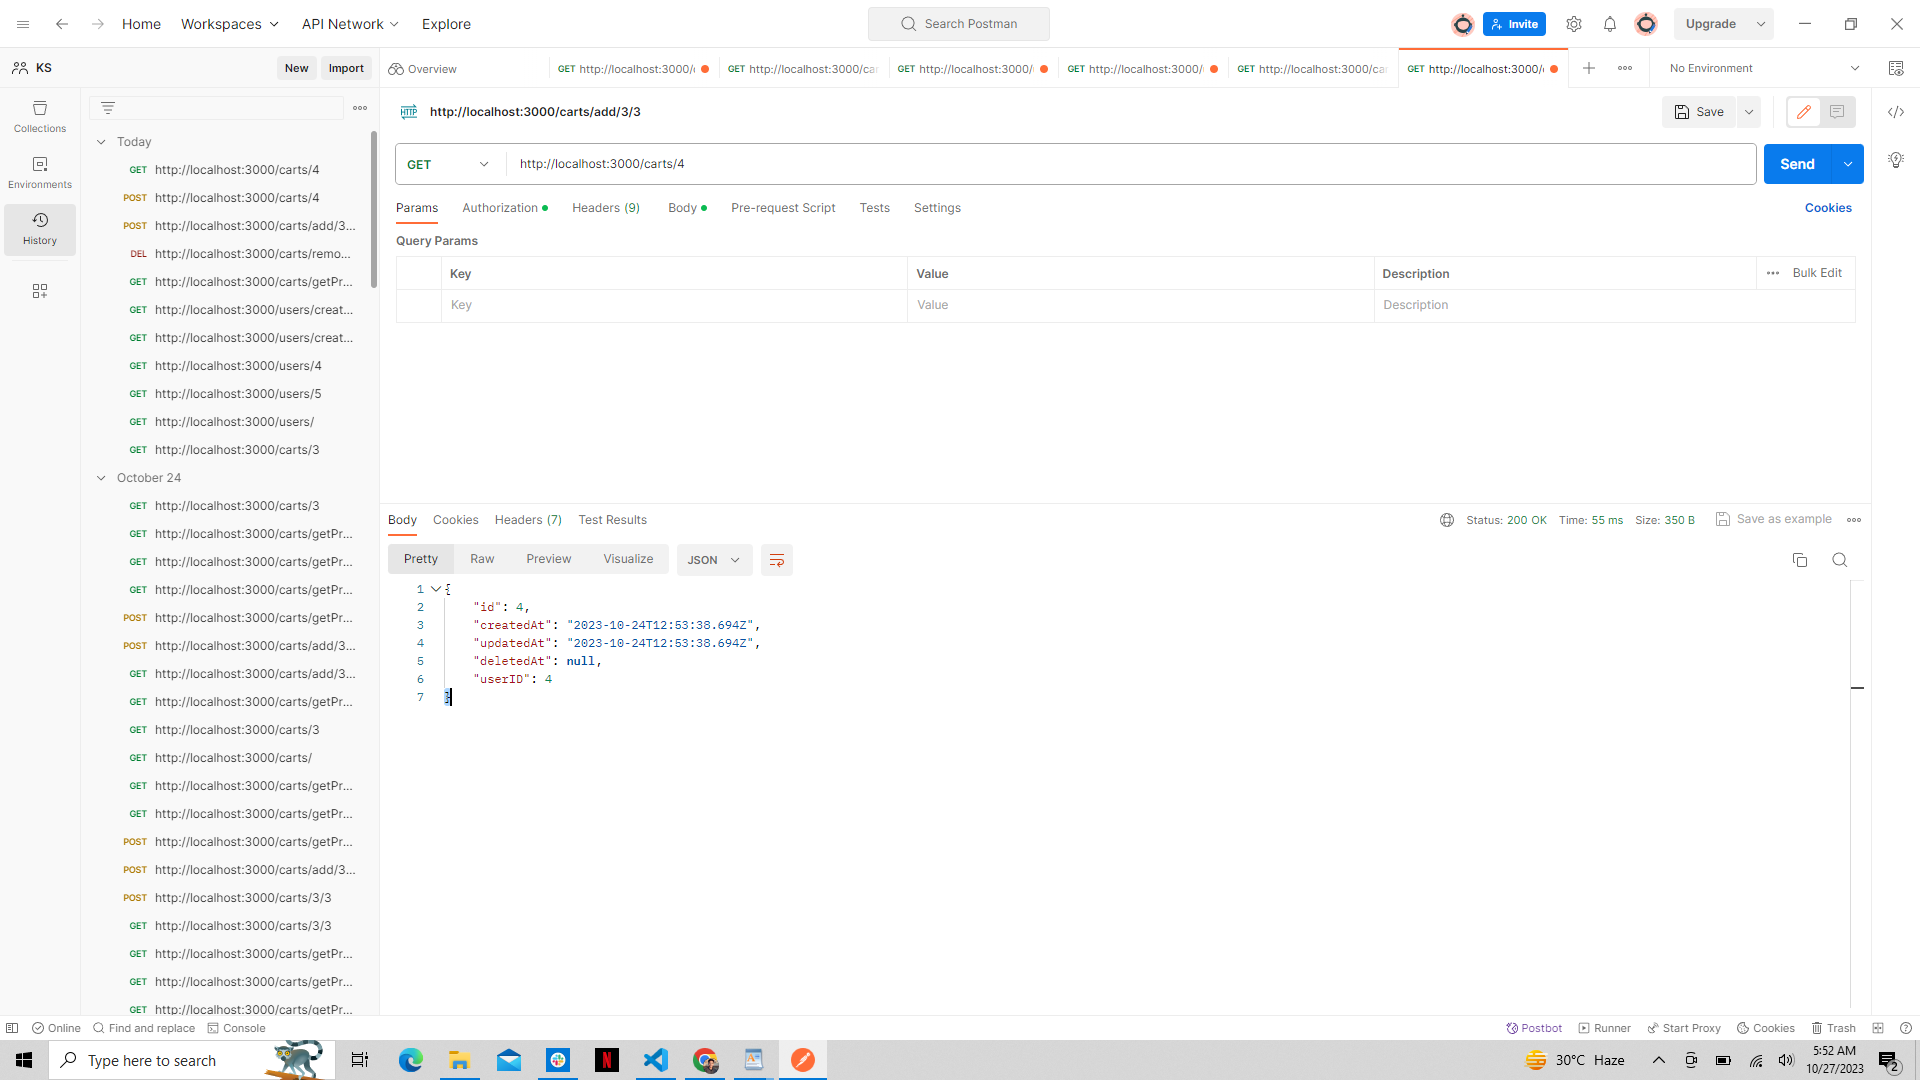 Home Workspaces API Network Explore Search Postman Invite Upgrade
KS New Import Overview GET http://localhost:3000/ GET http://localhost:3000/ca GET http://localhost:3000/ GET http://localhost:3000/ GET http://localhost:3000/ca GET http://localhost:3000/ No Environment
Collections
Environments
History
Today
GET http://localhost:3000/carts/4
POST http://localhost:3000/carts/4
POST http://localhost:3000/carts/add/3...
DEL http://localhost:3000/carts/remo...
GET http://localhost:3000/carts/getPr...
GET http://localhost:3000/users/creat...
GET http://localhost:3000/users/creat...
GET http://localhost:3000/users/4
GET http://localhost:3000/users/5
GET http://localhost:3000/users/
GET http://localhost:3000/carts/3
October 24
GET http://localhost:3000/carts/3
GET http://localhost:3000/carts/getPr...
GET http://localhost:3000/carts/getPr...
GET http://localhost:3000/carts/getPr...
POST http://localhost:3000/carts/getPr...
POST http://localhost:3000/carts/add/3...
GET http://localhost:3000/carts/add/3...
GET http://localhost:3000/carts/getPr...
GET http://localhost:3000/carts/3
GET http://localhost:3000/carts/
GET http://localhost:3000/carts/getPr...
GET http://localhost:3000/carts/getPr...
POST http://localhost:3000/carts/getPr...
POST http://localhost:3000/carts/add/3...
POST http://localhost:3000/carts/3/3
GET http://localhost:3000/carts/3/3
GET http://localhost:3000/carts/getPr...
GET http://localhost:3000/carts/getPr...
GET http://localhost:3000/carts/getPr...
HTTP http://localhost:3000/carts/add/3/3 Save
GET http://localhost:3000/carts/4 Send
Params Authorization Headers (9) Body Pre-request Script Tests Settings Cookies
Query Params
Key Value Description Bulk Edit
Key Value Description
Body Cookies Headers (7) Test Results Status: 200 OK Time: 55 ms Size: 350 B Save as example
Pretty Raw Preview Visualize JSON
1 {
2 "id": 4,
3 "createdAt": "2023-10-24T12:53:38.694Z",
4 "updatedAt": "2023-10-24T12:53:38.694Z",
5 "deletedAt": null,
6 "userID": 4
7 }
Online Find and replace Console Postbot Runner Start Proxy Cookies Trash
Type here to search 30°C Haze 5:52 AM
10/27/2023 2